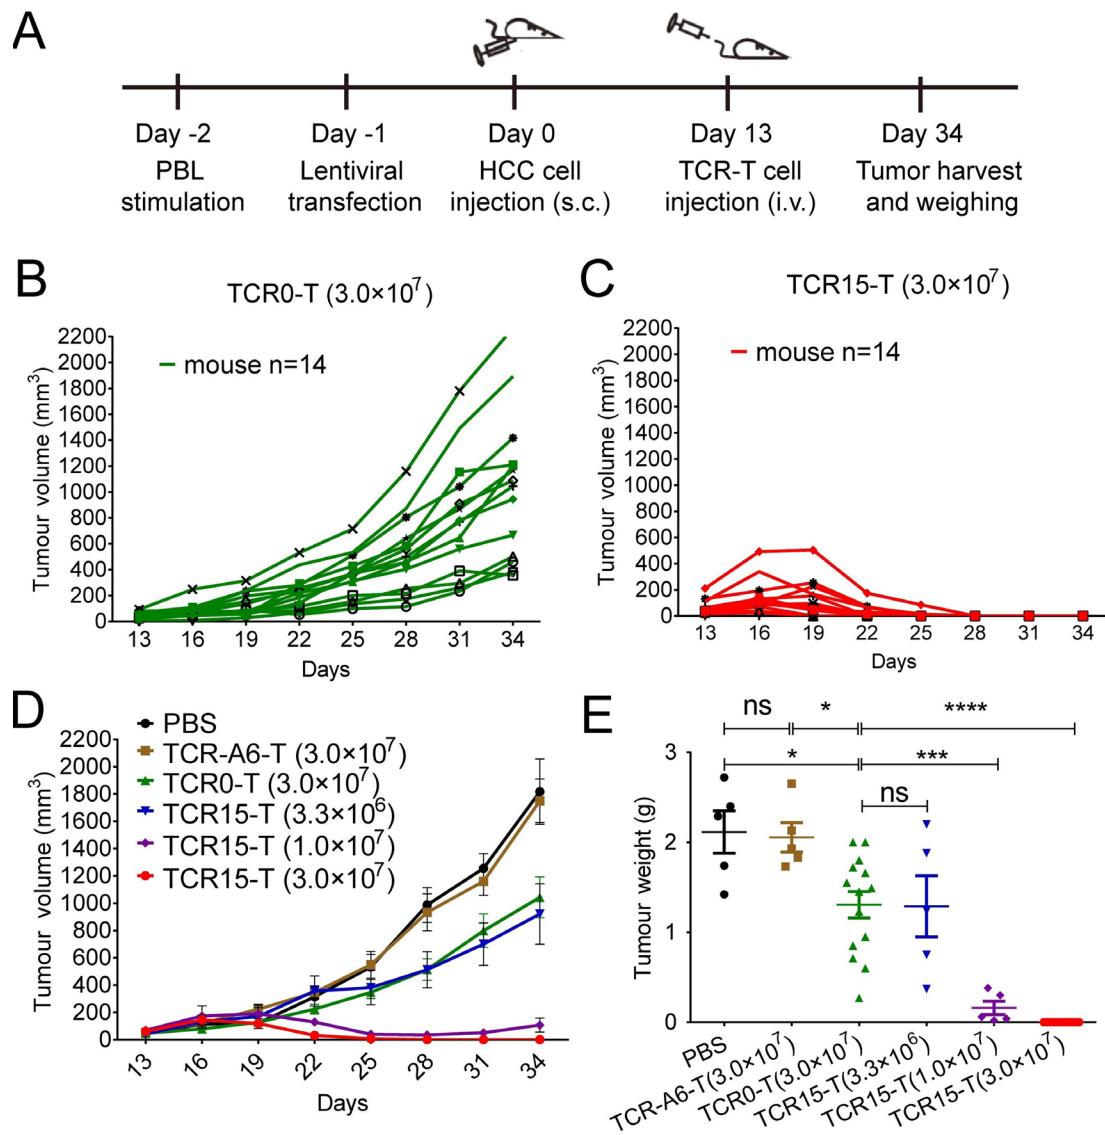 A
Day -2
Day -1
Day 0
Day 13
Day 34
PBL
stimulation
Lentiviral
transfection
HCC cell
injection (s.c.)
TCR-T cell
injection (i.v.)
Tumor harvest
and weighing
B
TCR0-T (3.0×10⁷)
mouse n=14
Tumour volume (mm³)
2200
2000
1800
1600
1400
1200
1000
800
600
400
200
0
13 16 19 22 25 28 31 34
Days
C
TCR15-T (3.0×10⁷)
mouse n=14
Tumour volume (mm³)
2200
2000
1800
1600
1400
1200
1000
800
600
400
200
0
13 16 19 22 25 28 31 34
Days
D
PBS
TCR-A6-T (3.0×10⁷)
TCR0-T (3.0×10⁷)
TCR15-T (3.3×10⁶)
TCR15-T (1.0×10⁷)
TCR15-T (3.0×10⁷)
Tumour volume (mm³)
2200
2000
1800
1600
1400
1200
1000
800
600
400
200
0
13 16 19 22 25 28 31 34
Days
E
ns * ****
* ***
ns
Tumour weight (g)
3
2
1
0
PBS
TCR-A6-T(3.0×10⁷)
TCR0-T(3.0×10⁷)
TCR15-T(3.3×10⁶)
TCR15-T(1.0×10⁷)
TCR15-T(3.0×10⁷)